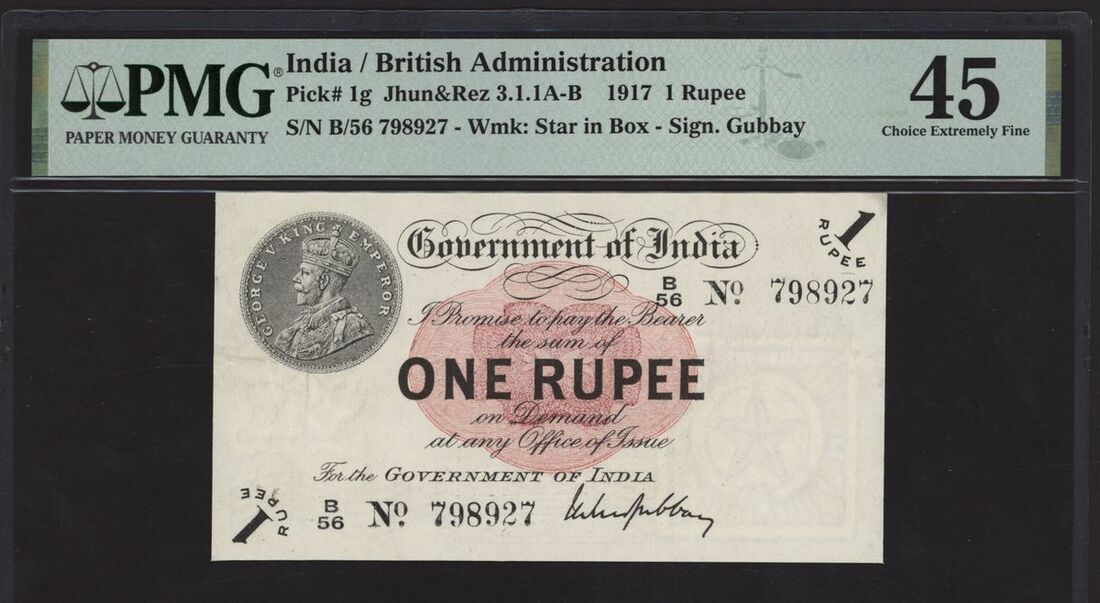 PMG®
PAPER MONEY GUARANTY
India / British Administration
Pick# 1g Jhun&Rez 3.1.1A-B 1917 1 Rupee
S/N B/56 798927 - Wmk: Star in Box - Sign. Gubbay
45
Choice Extremely Fine
GEORGE V KING EMPEROR
Government of India
1
RUPEE
B
56 Nº 798927
I Promise to pay the Bearer
the sum of
ONE RUPEE
on Demand
at any Office of Issue
For the GOVERNMENT OF INDIA
1
RUPEE
RUPEE
B
56 Nº 798927